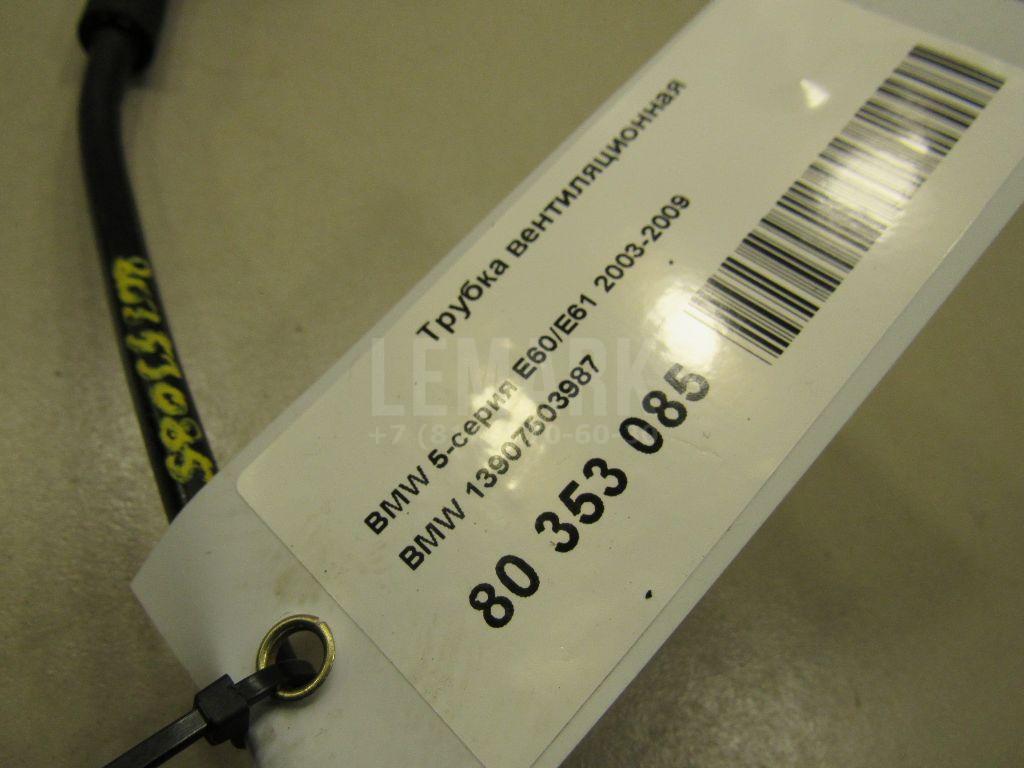 Трубка вентиляционная
BMW 5-серия E60/E61 2003-2009
BMW 13907503987
80 353 085
LEMARK